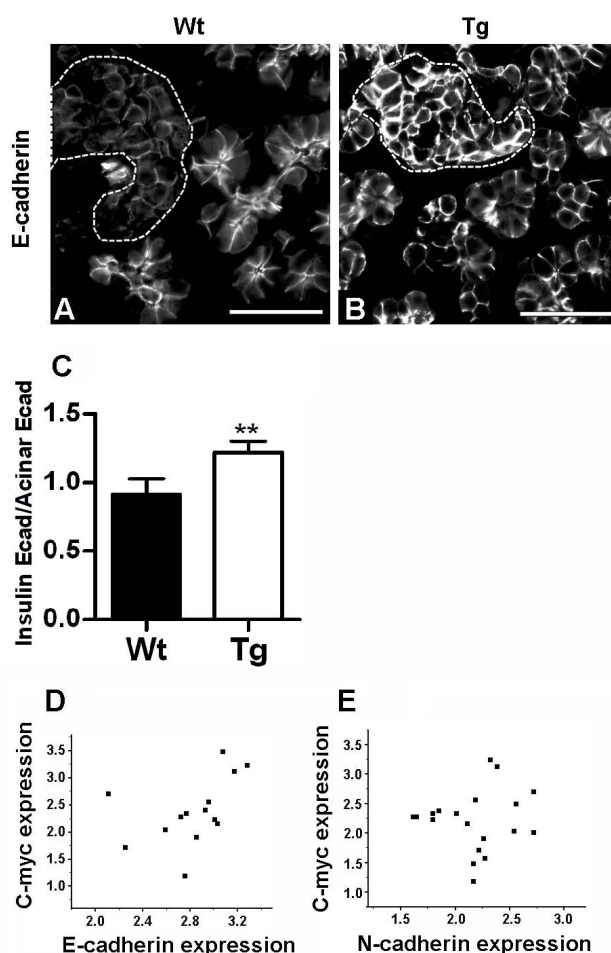 Wt Tg
E-cadherin
A B
C
Insulin Ecad/Acinar Ecad
1.5
1.0
0.5
0.0
**
Wt Tg
D
C-myc expression
3.5
3.0
2.5
2.0
1.5
1.0
2.0 2.4 2.8 3.2
E-cadherin expression
E
C-myc expression
3.5
3.0
2.5
2.0
1.5
1.0
1.5 2.0 2.5 3.0
N-cadherin expression